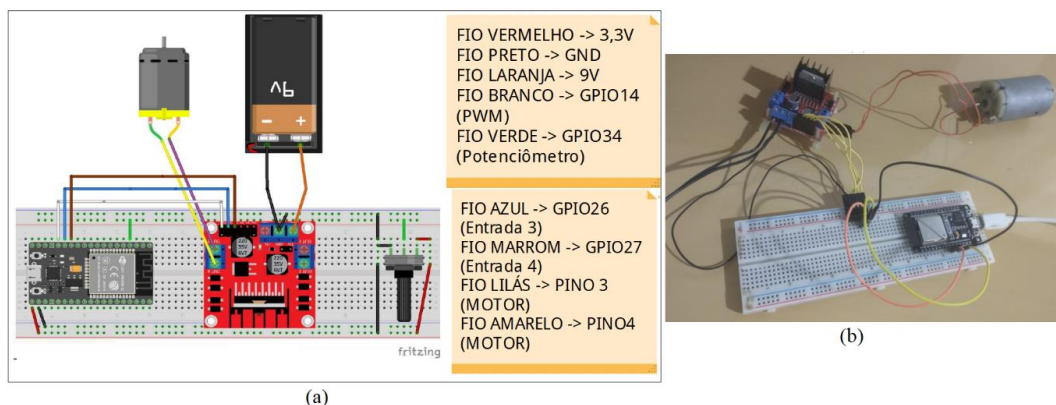 9V
FIO VERMELHO -> 3,3V
FIO PRETO -> GND
FIO LARANJA -> 9V
FIO BRANCO -> GPIO14
(PWM)
FIO VERDE -> GPIO34
(Potenciômetro)
FIO AZUL -> GPIO26
(Entrada 3)
FIO MARROM -> GPIO27
(Entrada 4)
FIO LILÁS -> PINO 3
(MOTOR)
FIO AMARELO -> PINO4
(MOTOR)
fritzing
(a)
(b)